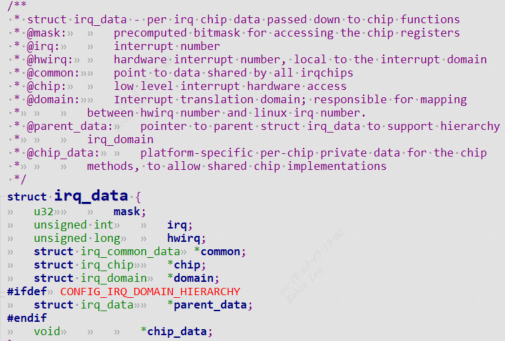 /**
 * struct irq_data - per irq chip data passed down to chip functions
 * @mask: precomputed bitmask for accessing the chip registers
 * @irq: interrupt number
 * @hwirq: hardware interrupt number, local to the interrupt domain
 * @common: point to data shared by all irqchips
 * @chip: low level interrupt hardware access
 * @domain: Interrupt translation domain; responsible for mapping
 * between hwirq number and linux irq number.
 * @parent_data: pointer to parent struct irq_data to support hierarchy
 * irq_domain
 * @chip_data: platform-specific per-chip private data for the chip
 * methods, to allow shared chip implementations
 */
struct irq_data {
u32 mask;
unsigned int irq;
unsigned long hwirq;
struct irq_common_data *common;
struct irq_chip *chip;
struct irq_domain *domain;
#ifdef CONFIG_IRQ_DOMAIN_HIERARCHY
struct irq_data *parent_data;
#endif
void *chip_data;